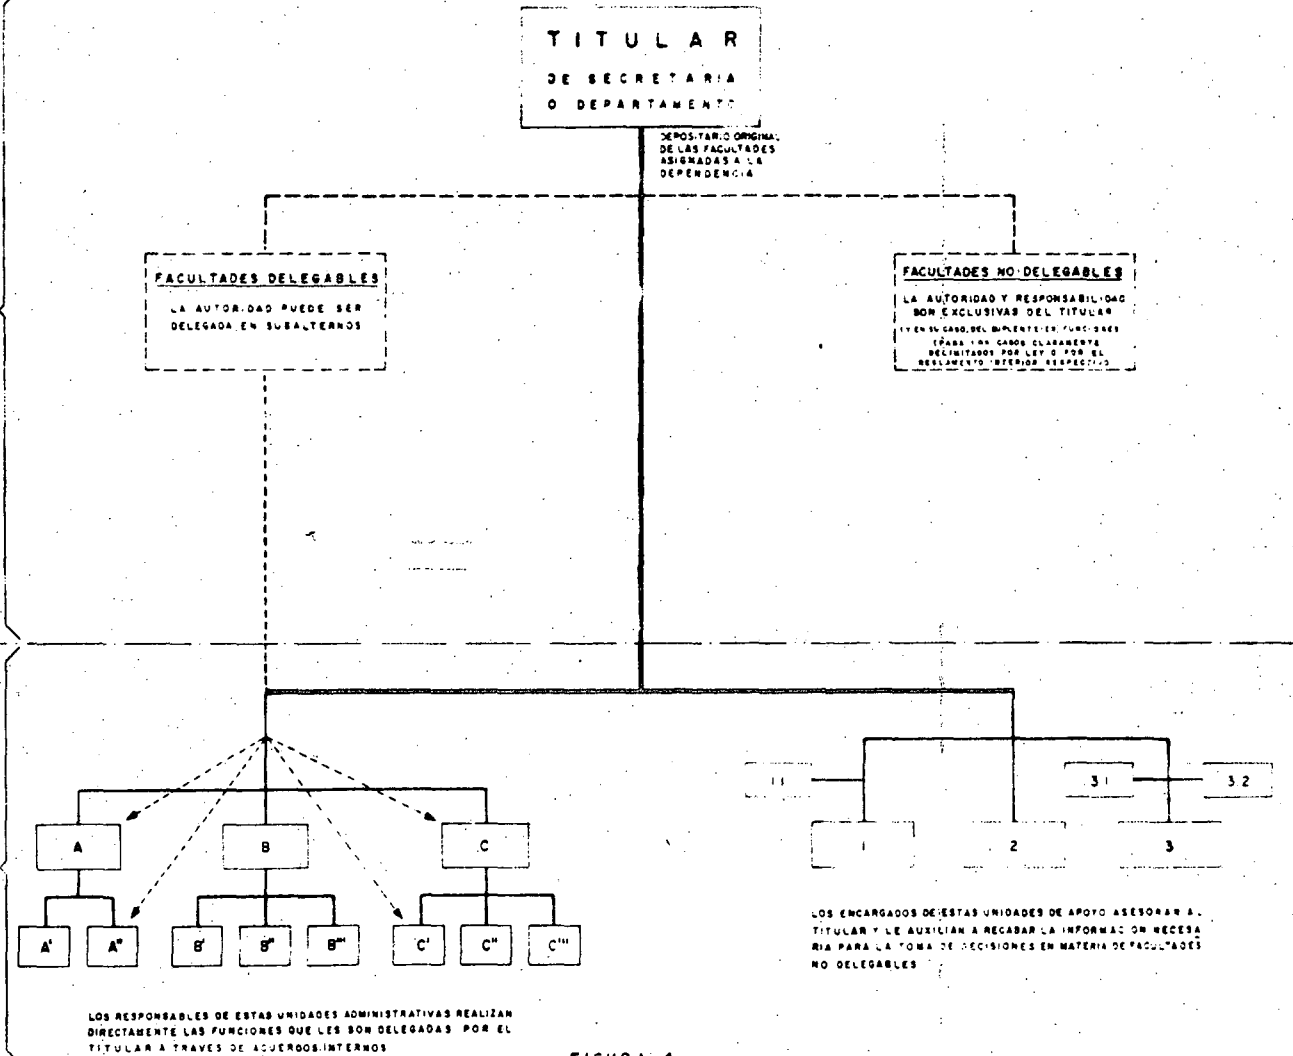 TITULAR
DE SECRETARIA
O DEPARTAMENTO
DEPOSITARIO ORIGINAL
DE LAS FACULTADES
ASIGNADAS A LA
DEPENDENCIA
FACULTADES DELEGABLES
LA AUTORIDAD PUEDE SER
DELEGADA EN SUBALTERNOS
FACULTADES NO DELEGABLES
LA AUTORIDAD Y RESPONSABILIDAD
SON EXCLUSIVAS DEL TITULAR
(Y EN SU CASO, DEL SUPLENTE EN FUNCIONES
PARA LOS CASOS CLARAMENTE
DELIMITADOS POR LEY O POR EL
REGLAMENTO INTERIOR RESPECTIVO
1.1
3.1
3.2
A
B
C
1
2
3
A'
A"
B'
B"
B"'
C'
C"
C"'
LOS ENCARGADOS DE ESTAS UNIDADES DE APOYO ASESORAN AL
TITULAR Y LE AUXILIAN A RECABAR LA INFORMACION NECESA
RIA PARA LA TOMA DE DECISIONES EN MATERIA DE FACULTADES
NO DELEGABLES
LOS RESPONSABLES DE ESTAS UNIDADES ADMINISTRATIVAS REALIZAN
DIRECTAMENTE LAS FUNCIONES QUE LES SON DELEGADAS POR EL
TITULAR A TRAVES DE ACUERDOS INTERNOS
FIGURA